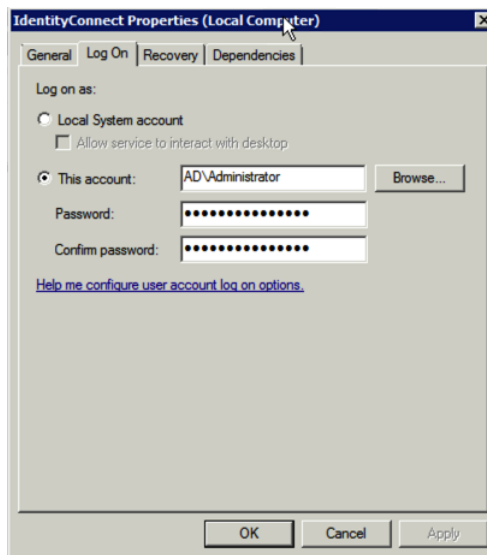 IdentityConnect Properties (Local Computer)
General Log On Recovery Dependencies
Log on as:
Local System account
Allow service to interact with desktop
This account: AD\Administrator Browse...
Password: •••••••••••••••
Confirm password: •••••••••••••••
Help me configure user account log on options.
OK Cancel Apply